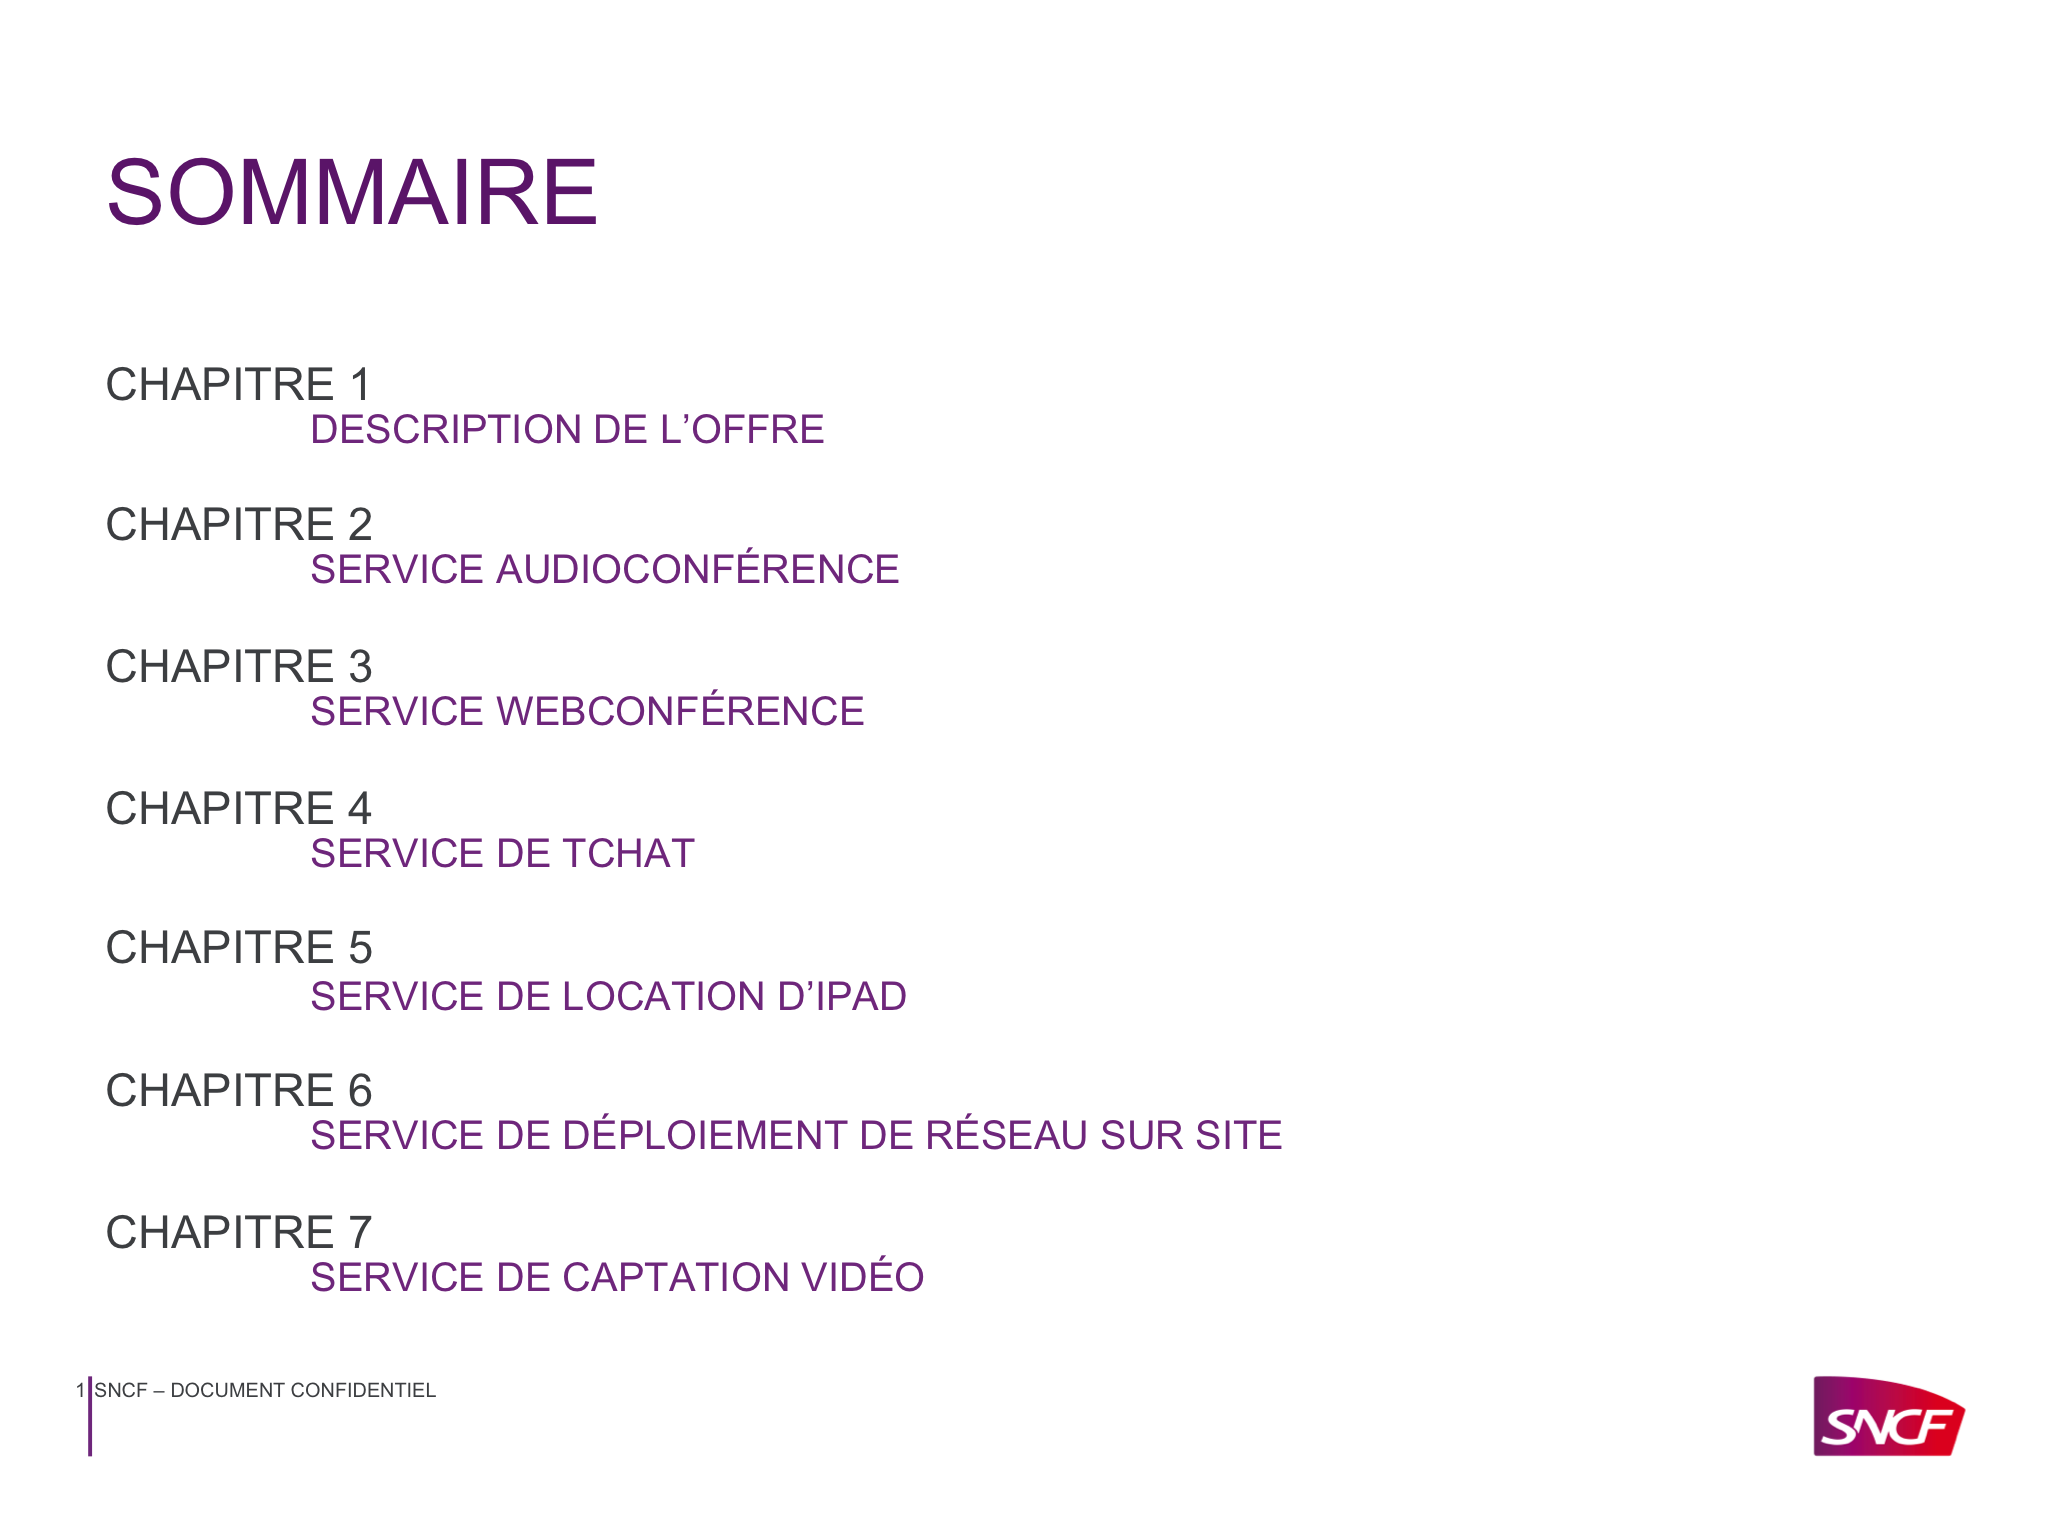 SOMMAIRE
CHAPITRE 1
DESCRIPTION DE L’OFFRE
CHAPITRE 2
SERVICE AUDIOCONFÉRENCE
CHAPITRE 3
SERVICE WEBCONFÉRENCE
CHAPITRE 4
SERVICE DE TCHAT
CHAPITRE 5
SERVICE DE LOCATION D’IPAD
CHAPITRE 6
SERVICE DE DÉPLOIEMENT DE RÉSEAU SUR SITE
CHAPITRE 7
SERVICE DE CAPTATION VIDÉO
1 SNCF – DOCUMENT CONFIDENTIEL
SNCF